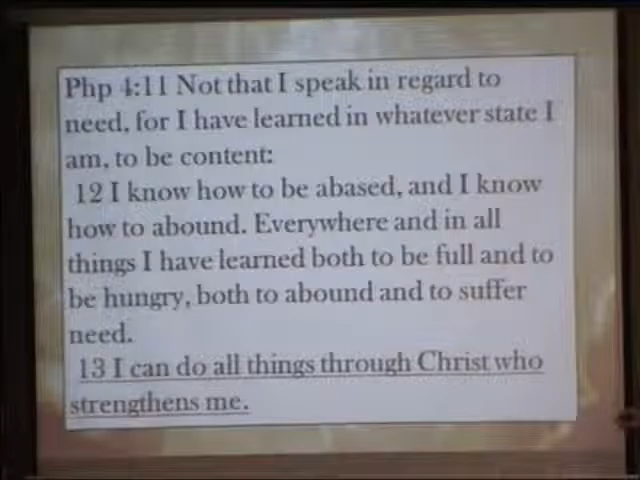 Php 4:11 Not that I speak in regard to
need, for I have learned in whatever state I
am, to be content:
12 I know how to be abased, and I know
how to abound. Everywhere and in all
things I have learned both to be full and to
be hungry, both to abound and to suffer
need.
13 I can do all things through Christ who
strengthens me.